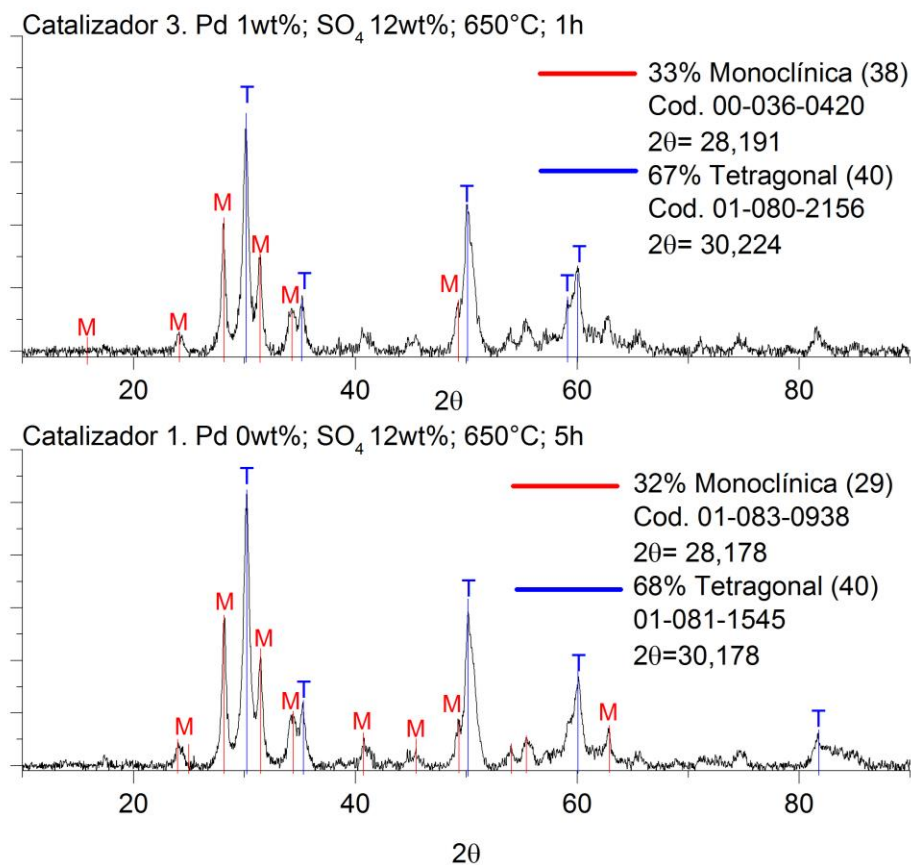 Catalizador 3. Pd 1wt%; SO₄ 12wt%; 650°C; 1h
33% Monoclínica (38)
Cod. 00-036-0420
2θ= 28,191
67% Tetragonal (40)
Cod. 01-080-2156
2θ= 30,224
T
M
T
M
M
T
M
M
T
M
T
T
20 40 60 80
2θ
Catalizador 1. Pd 0wt%; SO₄ 12wt%; 650°C; 5h
32% Monoclínica (29)
Cod. 01-083-0938
2θ= 28,178
68% Tetragonal (40)
01-081-1545
2θ=30,178
T
M
M
M
M
T
M
M
M
T
T
M
T
20 40 60 80
2θ